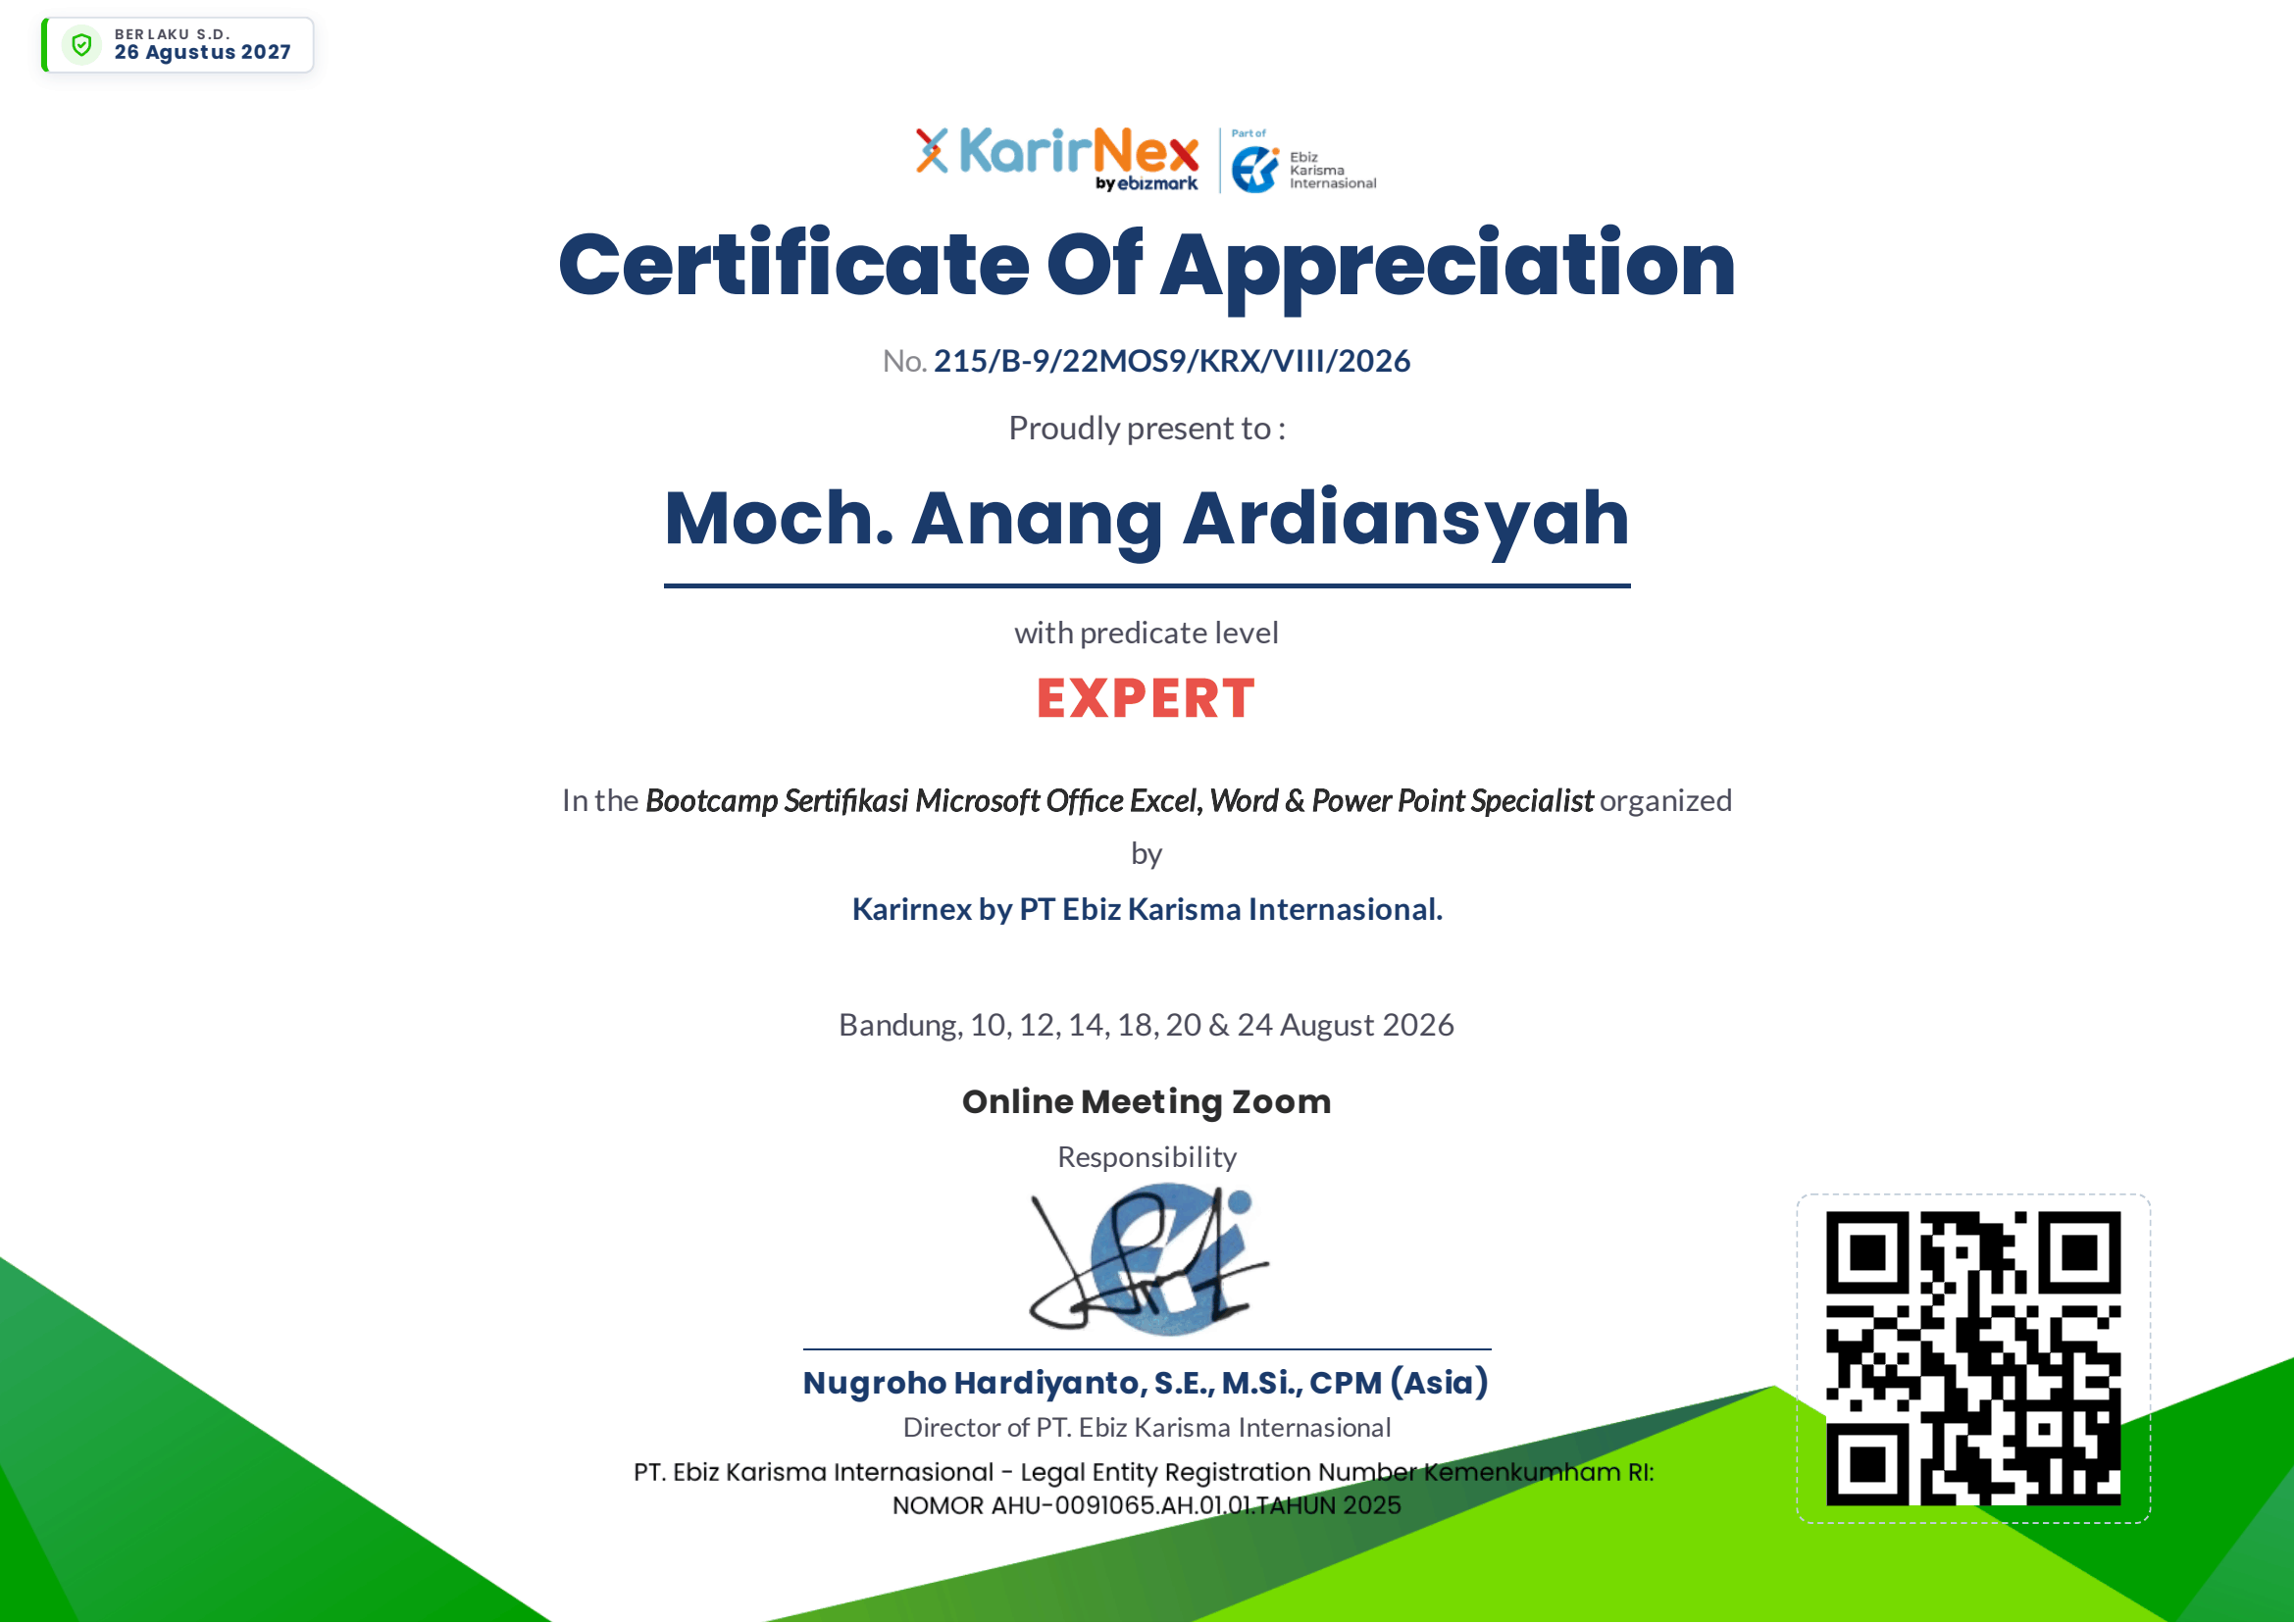 BERLAKU S.D.
26 Agustus 2027
KarirNex
by ebizmark
Part of
Ebiz
Karisma
Internasional
Certificate Of Appreciation
No. 215/B-9/22MOS9/KRX/VIII/2026
Proudly present to :
Moch. Anang Ardiansyah
with predicate level
EXPERT
In the Bootcamp Sertifikasi Microsoft Office Excel, Word & Power Point Specialist organized
by
Karirnex by PT Ebiz Karisma Internasional.
Bandung, 10, 12, 14, 18, 20 & 24 August 2026
Online Meeting Zoom
Responsibility
Nugroho Hardiyanto, S.E., M.Si., CPM (Asia)
Director of PT. Ebiz Karisma Internasional
PT. Ebiz Karisma Internasional - Legal Entity Registration Number Kemenkumham RI:
NOMOR AHU-0091065.AH.01.01.TAHUN 2025